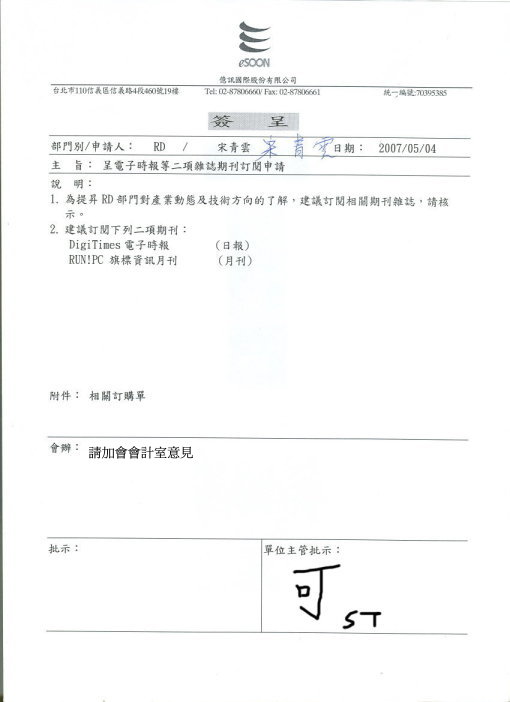 eSOON
億訊國際股份有限公司
台北市110信義區信義路4段460號19樓 Tel: 02-87806660/ Fax: 02-87806661 統一編號:70395385
簽 呈
部門別/申請人： RD / 宋青雲 宋青雲 日期： 2007/05/04
主 旨： 呈電子時報等二項雜誌期刊訂閱申請
說 明：
1. 為提昇 RD 部門對產業動態及技術方向的了解，建議訂閱相關期刊雜誌，請核
示。
2. 建議訂閱下列二項期刊：
DigiTimes 電子時報 （日報）
RUN!PC 旗標資訊月刊 （月刊）
附件： 相關訂購單
會辦： 請加會會計室意見
批示： 單位主管批示：
可 ST